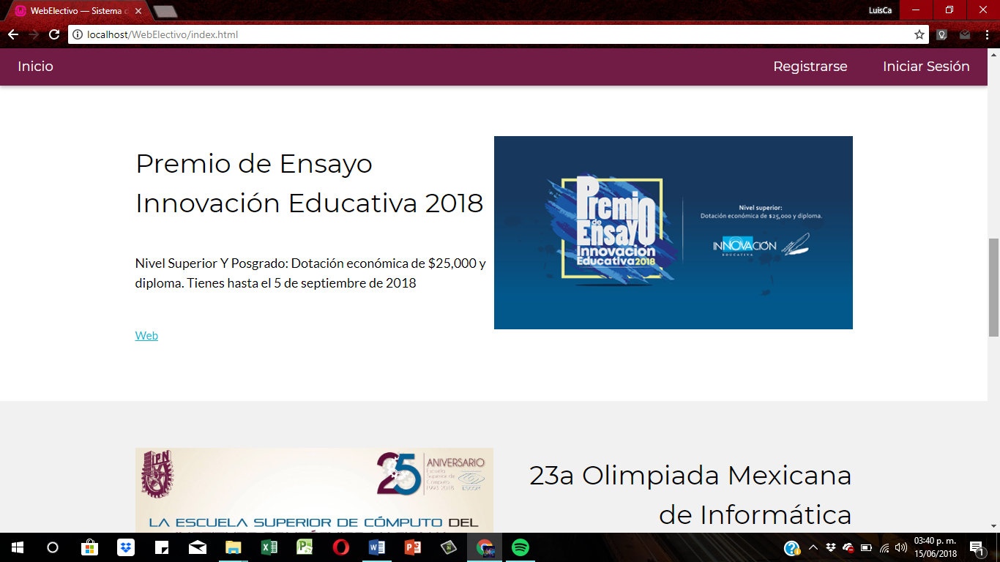 WebElectivo — Sistema d
LuisCa
localhost/WebElectivo/index.html
Inicio
Registrarse
Iniciar Sesión
Premio de Ensayo
Innovación Educativa 2018
Nivel Superior Y Posgrado: Dotación económica de $25,000 y
diploma. Tienes hasta el 5 de septiembre de 2018
Web
Premio
de
Ensayo
Innovación
Educativa2018
Nivel superior:
Dotación económica de $25,000 y diploma.
INNOVACIÓN
EDUCATIVA
IPN
25
ANIVERSARIO
Escuela
Superior de
Cómputo
1993-2018
ESCOM
LA ESCUELA SUPERIOR DE CÓMPUTO DEL
23a Olimpiada Mexicana
de Informática
03:40 p. m.
15/06/2018
1